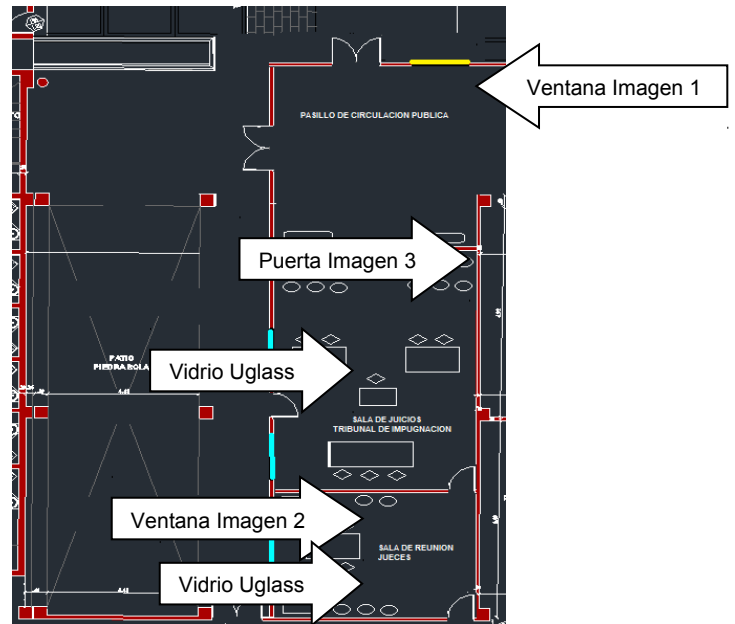 Ventana Imagen 1
PASILLO DE CIRCULACION PUBLICA
Puerta Imagen 3
PATIO
PIEDRA BOLA
Vidrio Uglass
SALA DE JUICIOS
TRIBUNAL DE IMPUGNACION
Ventana Imagen 2
SALA DE REUNION
JUECES
Vidrio Uglass